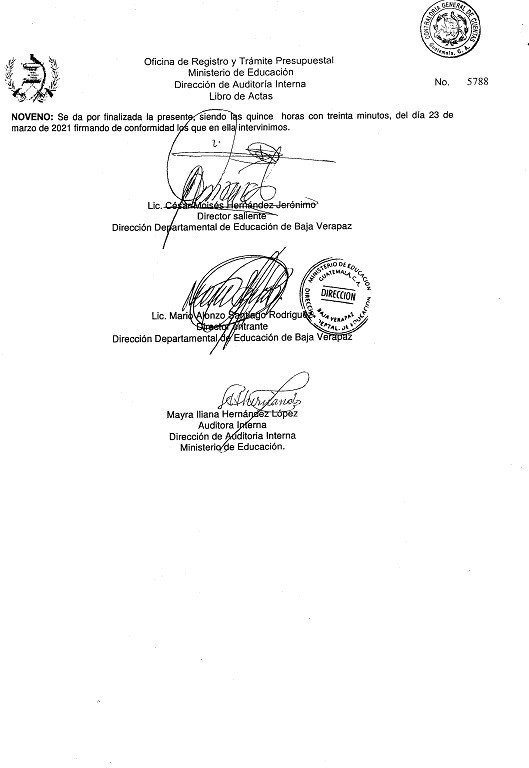 CONTRALORÍA GENERAL DE CUENTAS
Guatemala, C. A.
Oficina de Registro y Trámite Presupuestal
Ministerio de Educación
Dirección de Auditoría Interna
Libro de Actas
No. 5788
NOVENO: Se da por finalizada la presente, siendo las quince horas con treinta minutos, del día 23 de
marzo de 2021 firmando de conformidad los que en ella intervinimos.
Lic. César Moisés Hernández Jerónimo
Director saliente
Dirección Departamental de Educación de Baja Verapaz
MINISTERIO DE EDUCACIÓN
GUATEMALA, C.A.
DIRECCION
BAJA VERAPAZ
DIRECC. DEPTAL. DE EDUCACION
Lic. Mario Alonzo Santiago Rodríguez
Director entrante
Dirección Departamental de Educación de Baja Verapaz
Mayra Iliana Hernández López
Auditora Interna
Dirección de Auditoria Interna
Ministerio de Educación.